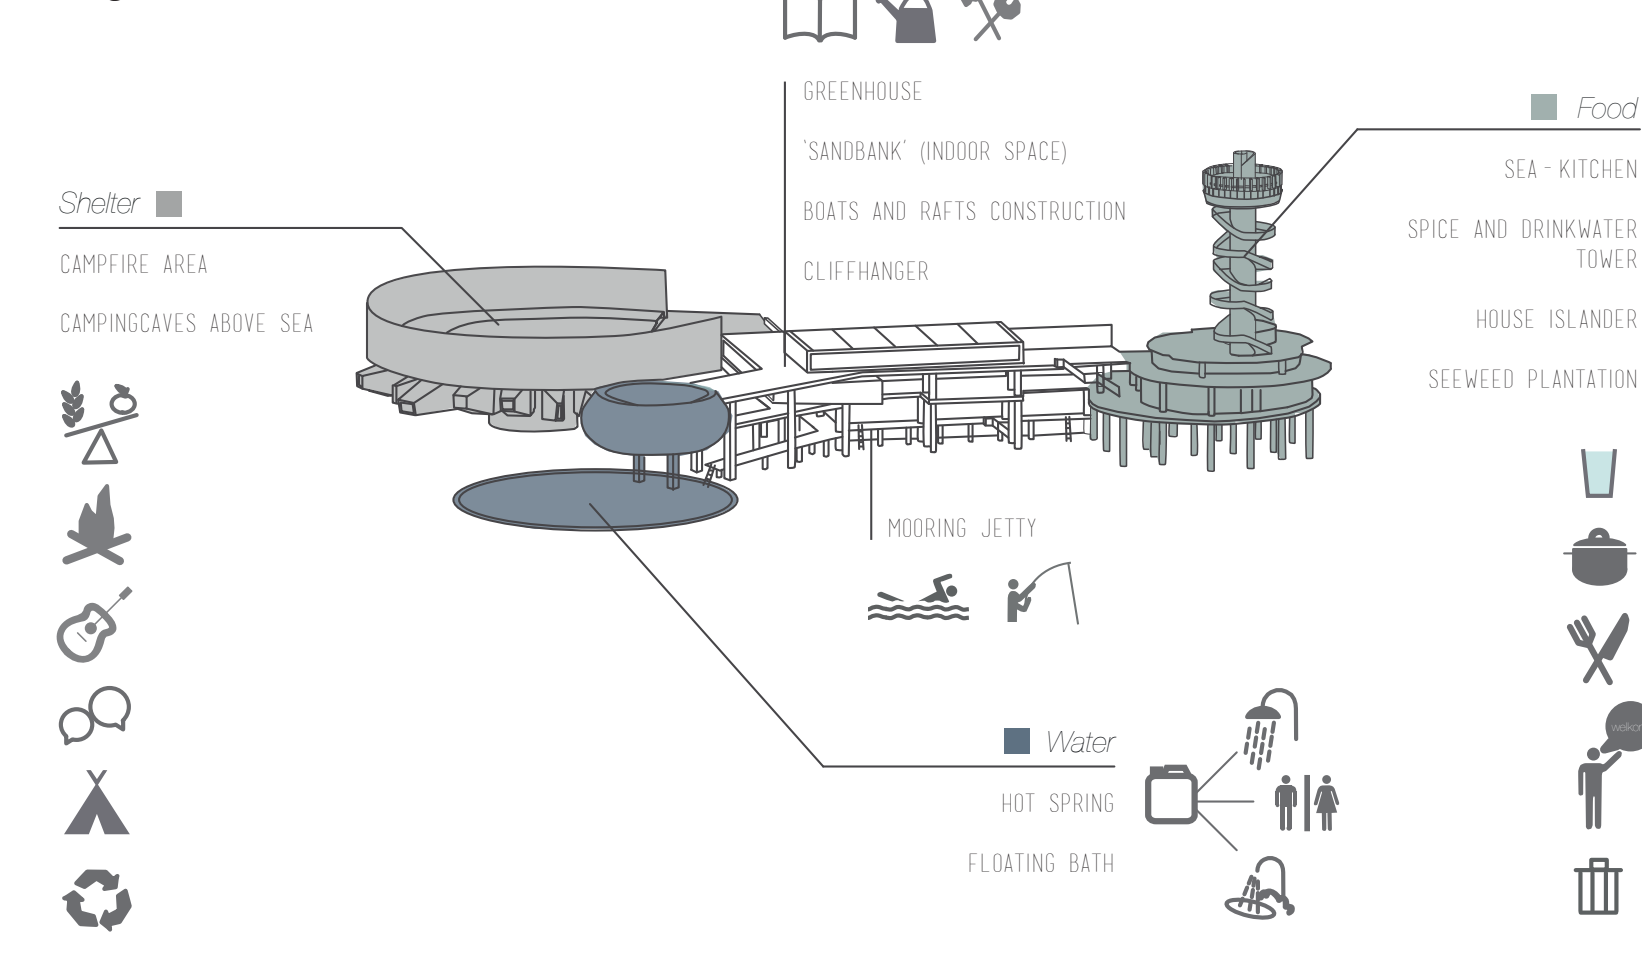 GREENHOUSE
'SANDBANK' (INDOOR SPACE)
BOATS AND RAFTS CONSTRUCTION
CLIFFHANGER
Food
SEA-KITCHEN
SPICE AND DRINKWATER
TOWER
HOUSE ISLANDER
SEEWEED PLANTATION
Shelter
CAMPFIRE AREA
CAMPINGCAVES ABOVE SEA
MOORING JETTY
Water
HOT SPRING
FLOATING BATH